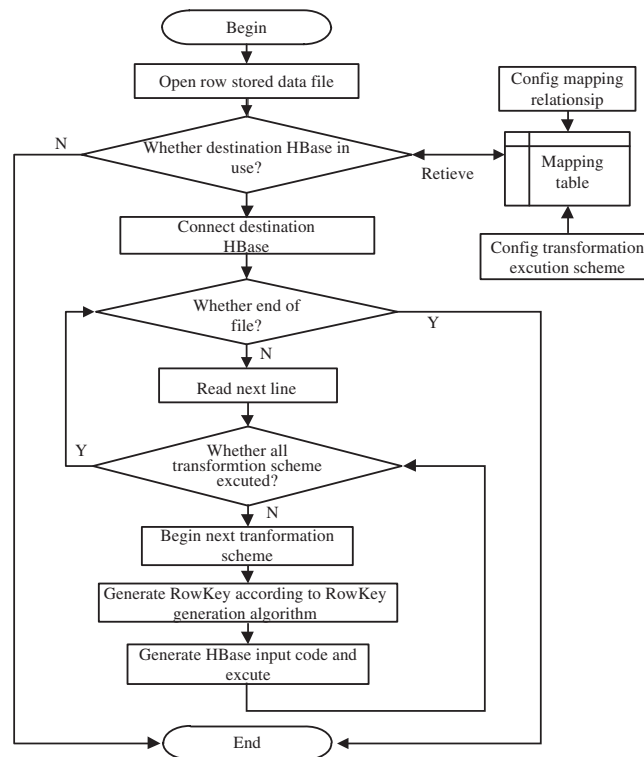 Begin
Open row stored data file
Config mapping
relationsip
N
Whether destination HBase in
use?
Retieve
Mapping
table
Connect destination
HBase
Config transformation
excution scheme
Whether end of
file?
Y
N
Read next line
Y
Whether all
transformtion scheme
excuted?
N
Begin next tranformation
scheme
Generate RowKey according to RowKey
generation algorithm
Generate HBase input code and
excute
End